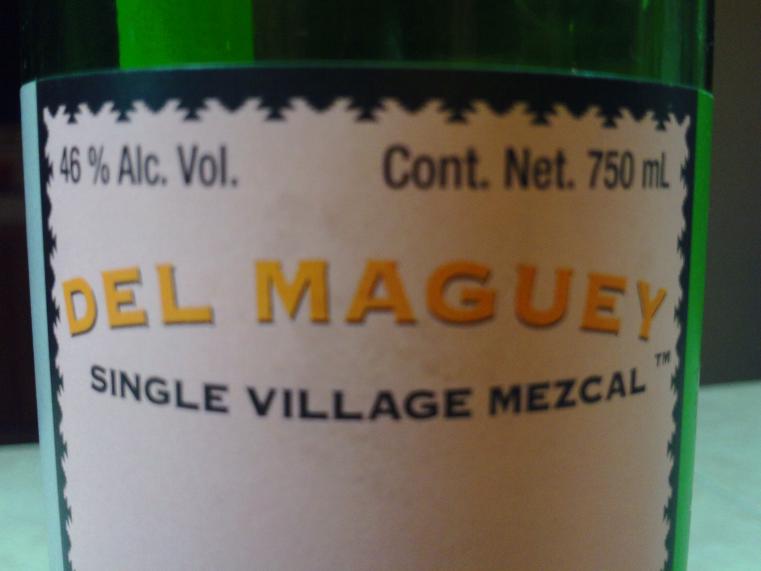 46 % Alc. Vol. Cont. Net. 750 mL
DEL MAGUEY
SINGLE VILLAGE MEZCAL ™